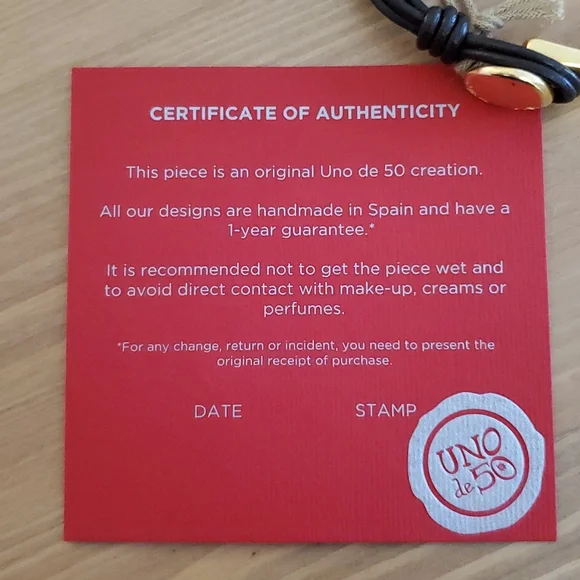 CERTIFICATE OF AUTHENTICITY
This piece is an original Uno de 50 creation.
All our designs are handmade in Spain and have a
1-year guarantee.*
It is recommended not to get the piece wet and
to avoid direct contact with make-up, creams or
perfumes.
*For any change, return or incident, you need to present the
original receipt of purchase.
DATE STAMP
UNO
de 50